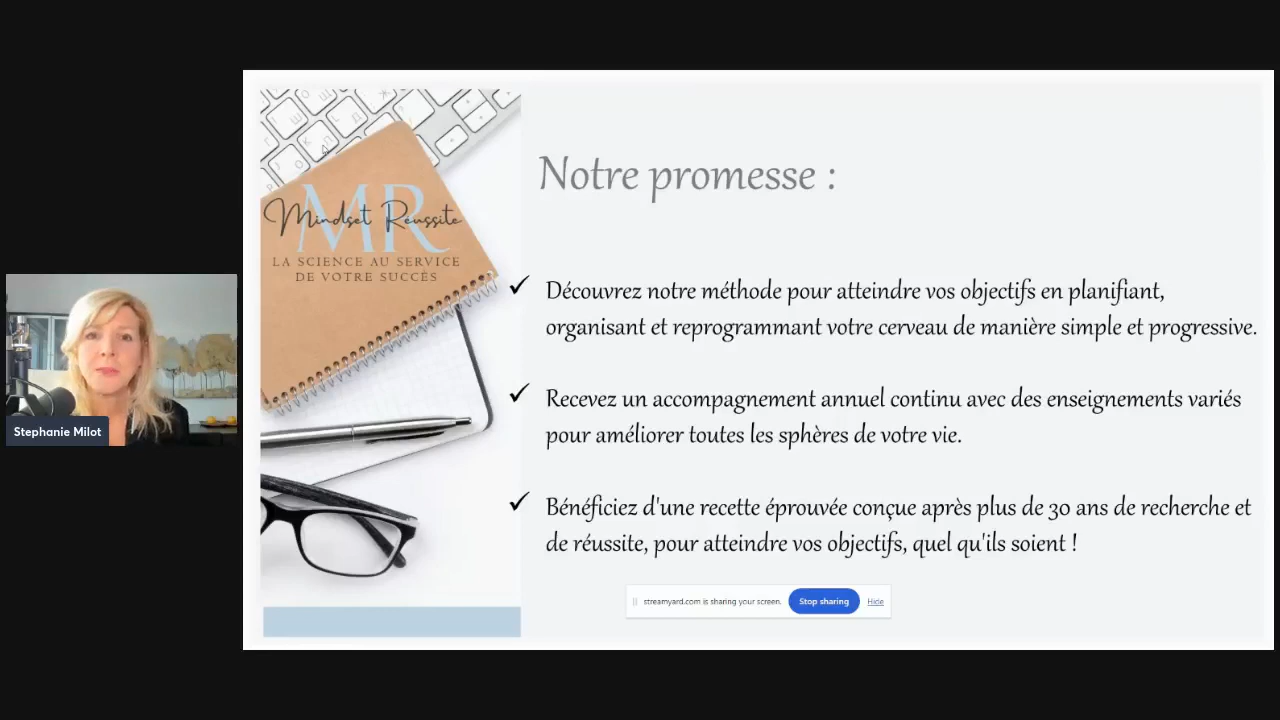 MR
Mindset Réussite
LA SCIENCE AU SERVICE
DE VOTRE SUCCÈS
Notre promesse :
✓ Découvrez notre méthode pour atteindre vos objectifs en planifiant,
organisant et reprogrammant votre cerveau de manière simple et progressive.
✓ Recevez un accompagnement annuel continu avec des enseignements variés
pour améliorer toutes les sphères de votre vie.
✓ Bénéficiez d'une recette éprouvée conçue après plus de 30 ans de recherche et
de réussite, pour atteindre vos objectifs, quel qu'ils soient !
Stephanie Milot
streamyard.com is sharing your screen. Stop sharing Hide